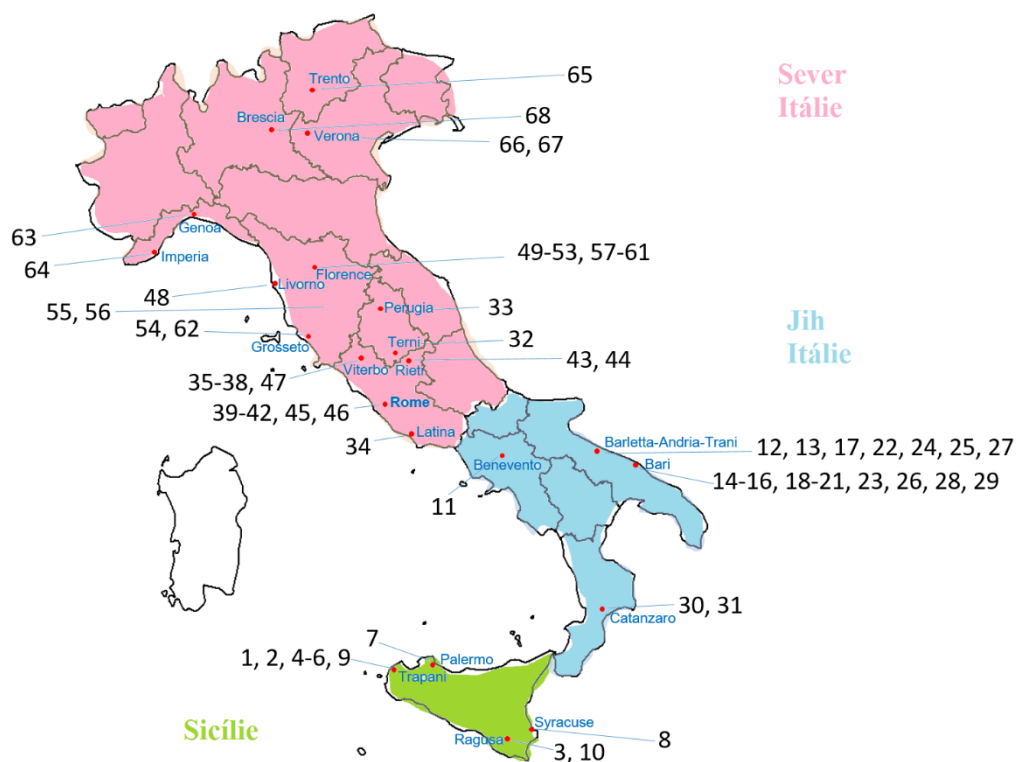 Trento
65
Sever
Itálie
Brescia
68
Verona
66, 67
63
Genoa
64
Imperia
49-53, 57-61
Florence
48
Livorno
55, 56
Perugia
33
54, 62
Grosseto
Terni
32
Jih
Itálie
Viterbo
Rieti
43, 44
35-38, 47
39-42, 45, 46
Rome
34
Latina
Barletta-Andria-Trani
12, 13, 17, 22, 24, 25, 27
Benevento
Bari
14-16, 18-21, 23, 26, 28, 29
11
30, 31
Catanzaro
7
1, 2, 4-6, 9
Palermo
Trapani
Sicílie
Syracuse
8
Ragusa
3, 10